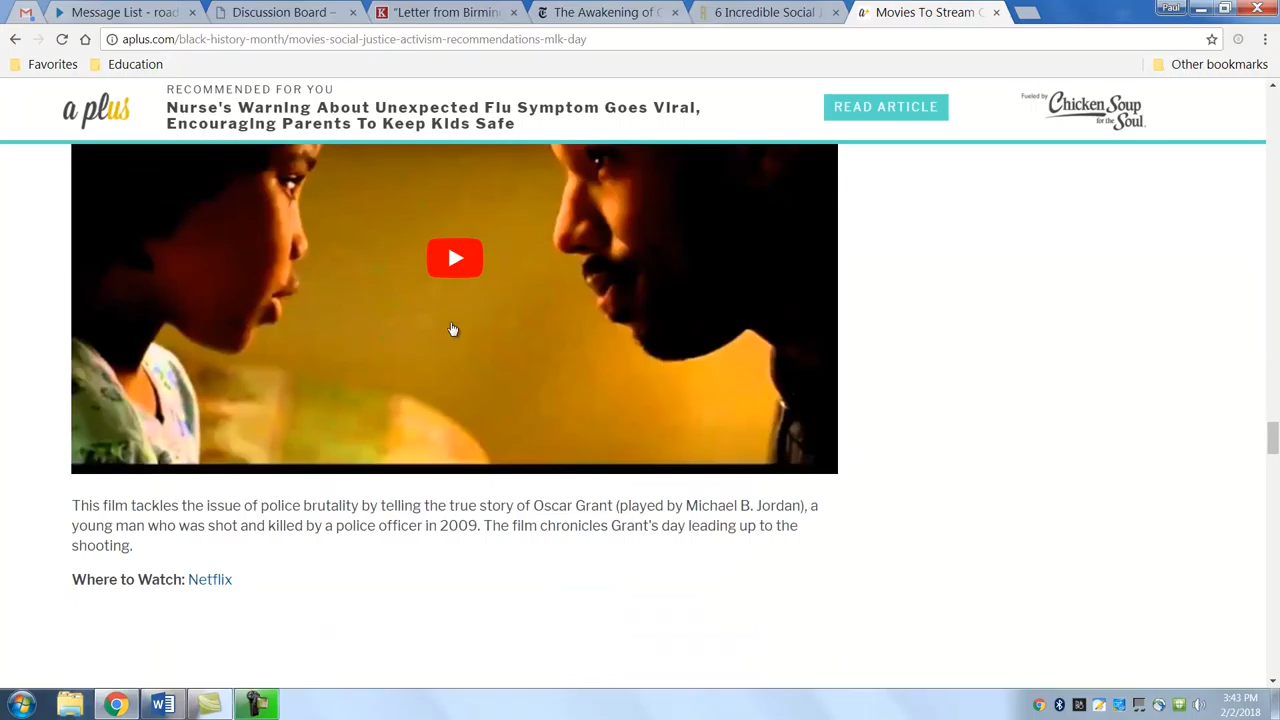 Message List - road
Discussion Board –
"Letter from Birmin
The Awakening of
6 Incredible Social
Movies To Stream
Paul
aplus.com/black-history-month/movies-social-justice-activism-recommendations-mlk-day
Favorites
Education
Other bookmarks
a plus
RECOMMENDED FOR YOU
Nurse's Warning About Unexpected Flu Symptom Goes Viral,
Encouraging Parents To Keep Kids Safe
READ ARTICLE
Fueled by
Chicken Soup
for the
Soul
This film tackles the issue of police brutality by telling the true story of Oscar Grant (played by Michael B. Jordan), a
young man who was shot and killed by a police officer in 2009. The film chronicles Grant's day leading up to the
shooting.
Where to Watch: Netflix
3:43 PM
2/2/2018